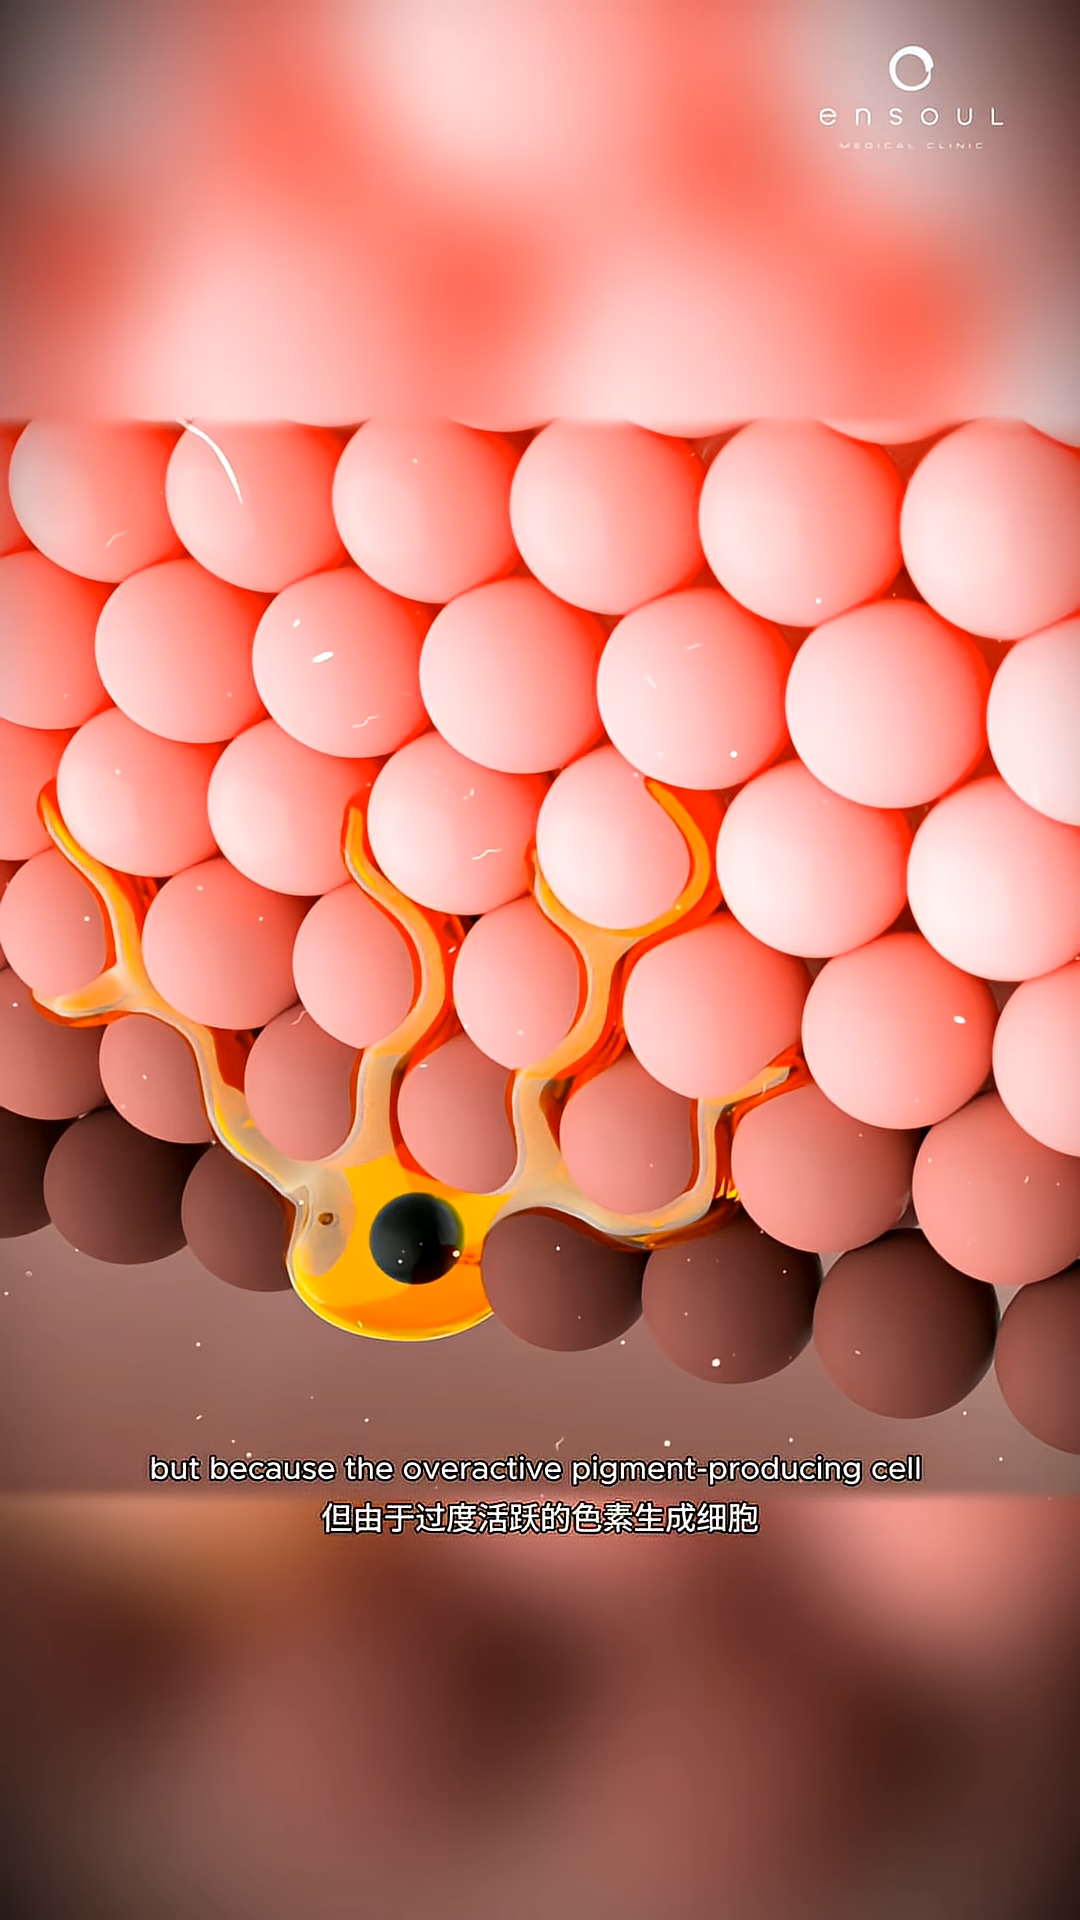 ensoul
MEDICAL CLINIC
but because the overactive pigment-producing cell
但由于过度活跃的色素生成细胞